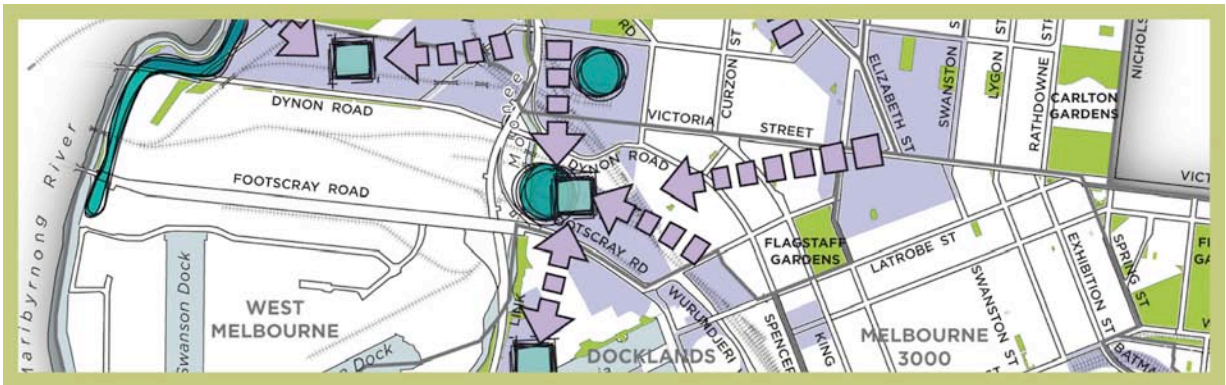 RD
CURZON ST
ELIZABETH ST
SWANSTON
LYGON
RATHDOWNE
CARLTON
GARDENS
VICTORIA
STREET
DYNON ROAD
DYNON ROAD
Maribyrnong River
FOOTSCRAY ROAD
FLAGSTAFF
GARDENS
LATROBE ST
EXHIBITION ST
SPRING ST
OTSCRAY RD
WURUNDJERI
SPENCER
KING
SWANSTON ST
WEST
MELBOURNE
Swanson Dock
Dock
LINK
DOCKLANDS
MELBOURNE
3000